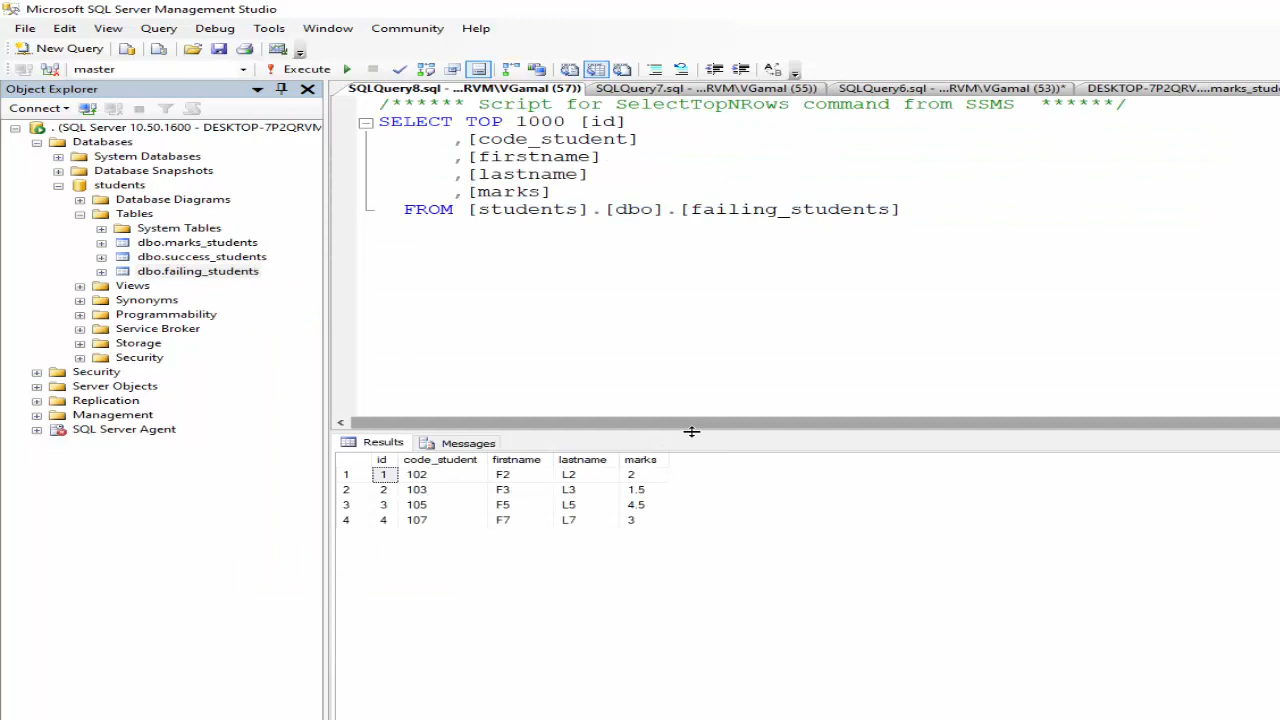 Microsoft SQL Server Management Studio
File Edit View Query Debug Tools Window Community Help
New Query
master Execute
Object Explorer
SQLQuery8.sql - ...RVM\VGamal (57)) SQLQuery7.sql - ...RVM\VGamal (55)) SQLQuery6.sql - ...RVM\VGamal (53))* DESKTOP-7P2QRV....marks_stud
Connect
. (SQL Server 10.50.1600 - DESKTOP-7P2QRVM
Databases
System Databases
Database Snapshots
students
Database Diagrams
Tables
System Tables
dbo.marks_students
dbo.success_students
dbo.failing_students
Views
Synonyms
Programmability
Service Broker
Storage
Security
Security
Server Objects
Replication
Management
SQL Server Agent
/****** Script for SelectTopNRows command from SSMS ******/
SELECT TOP 1000 [id]
,[code_student]
,[firstname]
,[lastname]
,[marks]
FROM [students].[dbo].[failing_students]
Results Messages
id code_student firstname lastname marks
1 1 102 F2 L2 2
2 2 103 F3 L3 1.5
3 3 105 F5 L5 4.5
4 4 107 F7 L7 3